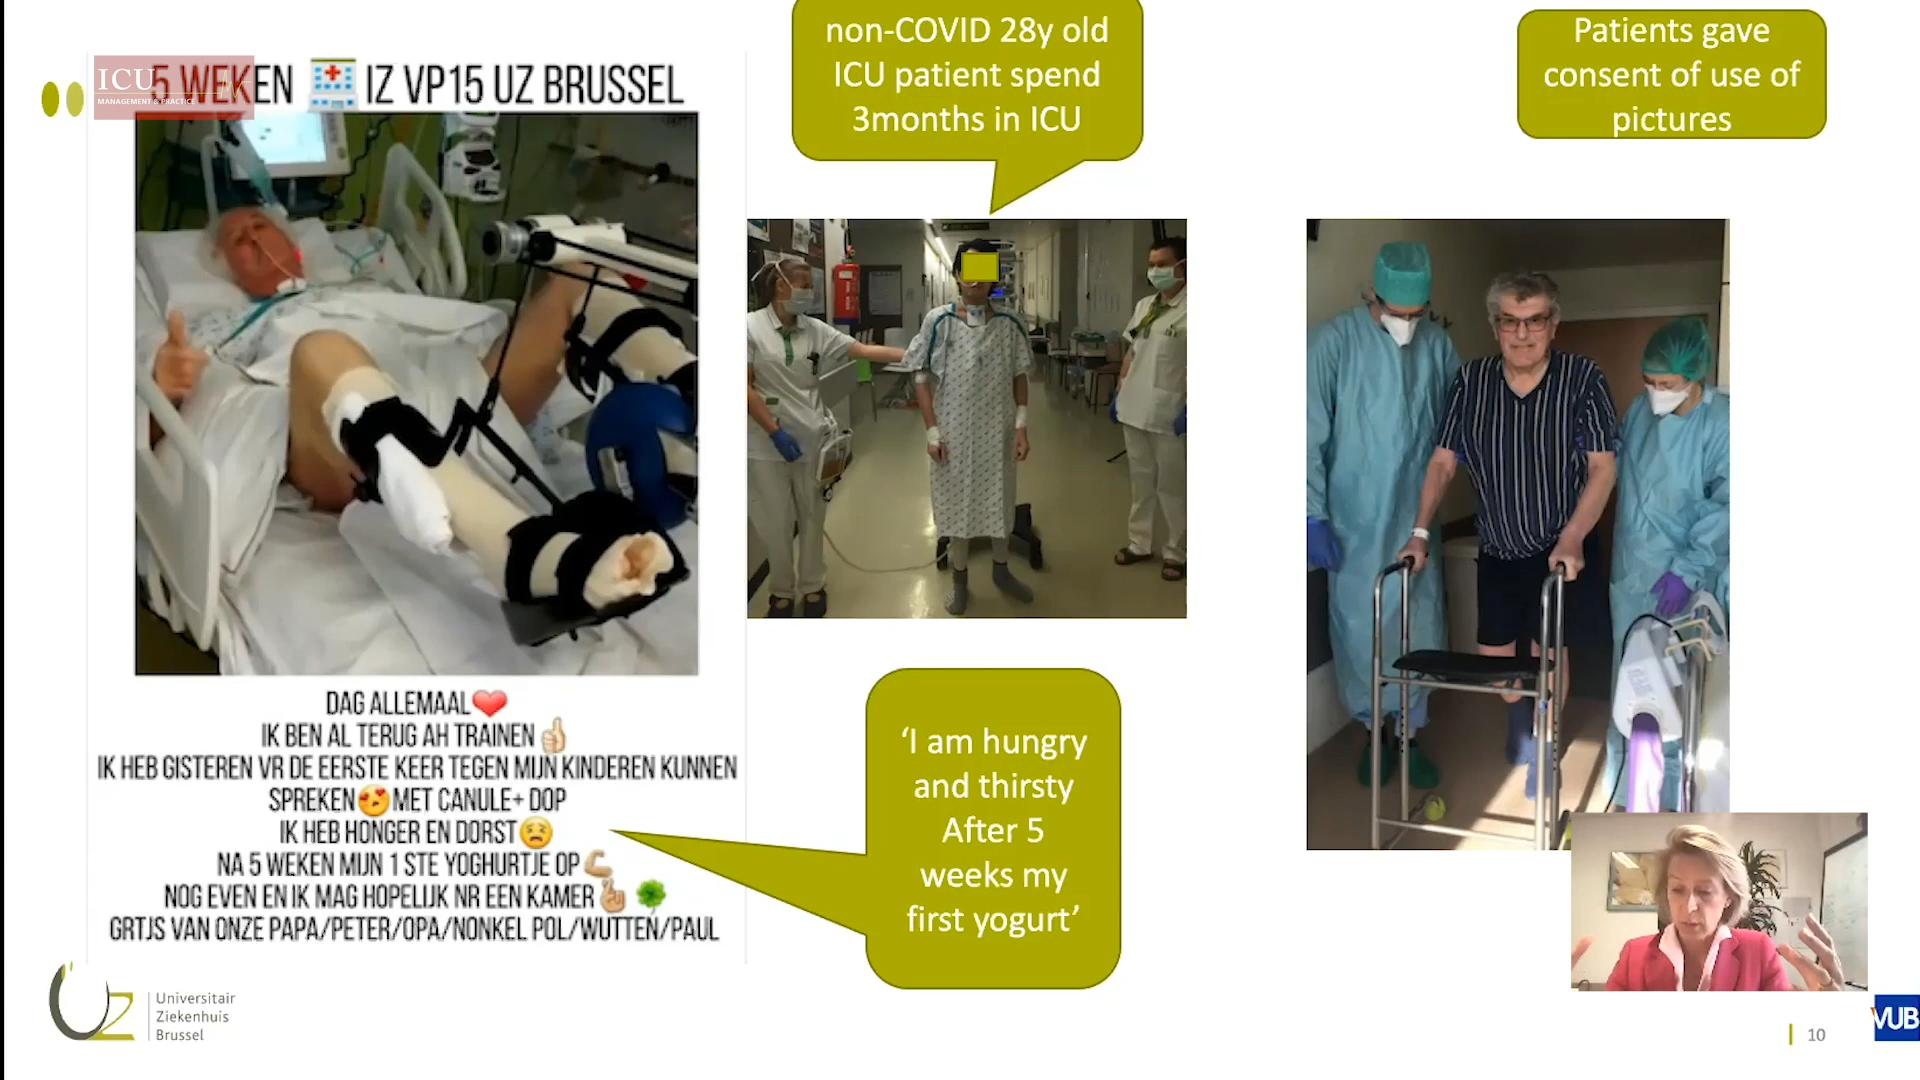 ICU
MANAGEMENT & PRACTICE
5 WEKEN 🏥 IZ VP15 UZ BRUSSEL
non-COVID 28y old
ICU patient spend
3months in ICU
Patients gave
consent of use of
pictures
DAG ALLEMAAL❤️
IK BEN AL TERUG AH TRAINEN👍
IK HEB GISTEREN VR DE EERSTE KEER TEGEN MIJN KINDEREN KUNNEN
SPREKEN😍MET CANULE+ DOP
IK HEB HONGER EN DORST😫
NA 5 WEKEN MIJN 1 STE YOGHURTJE OP💪
NOG EVEN EN IK MAG HOPELIJK NR EEN KAMER🤞🍀
GRTJS VAN ONZE PAPA/PETER/OPA/NONKEL POL/WUTTEN/PAUL
‘I am hungry
and thirsty
After 5
weeks my
first yogurt’
UZ
Universitair
Ziekenhuis
Brussel
10
VUB